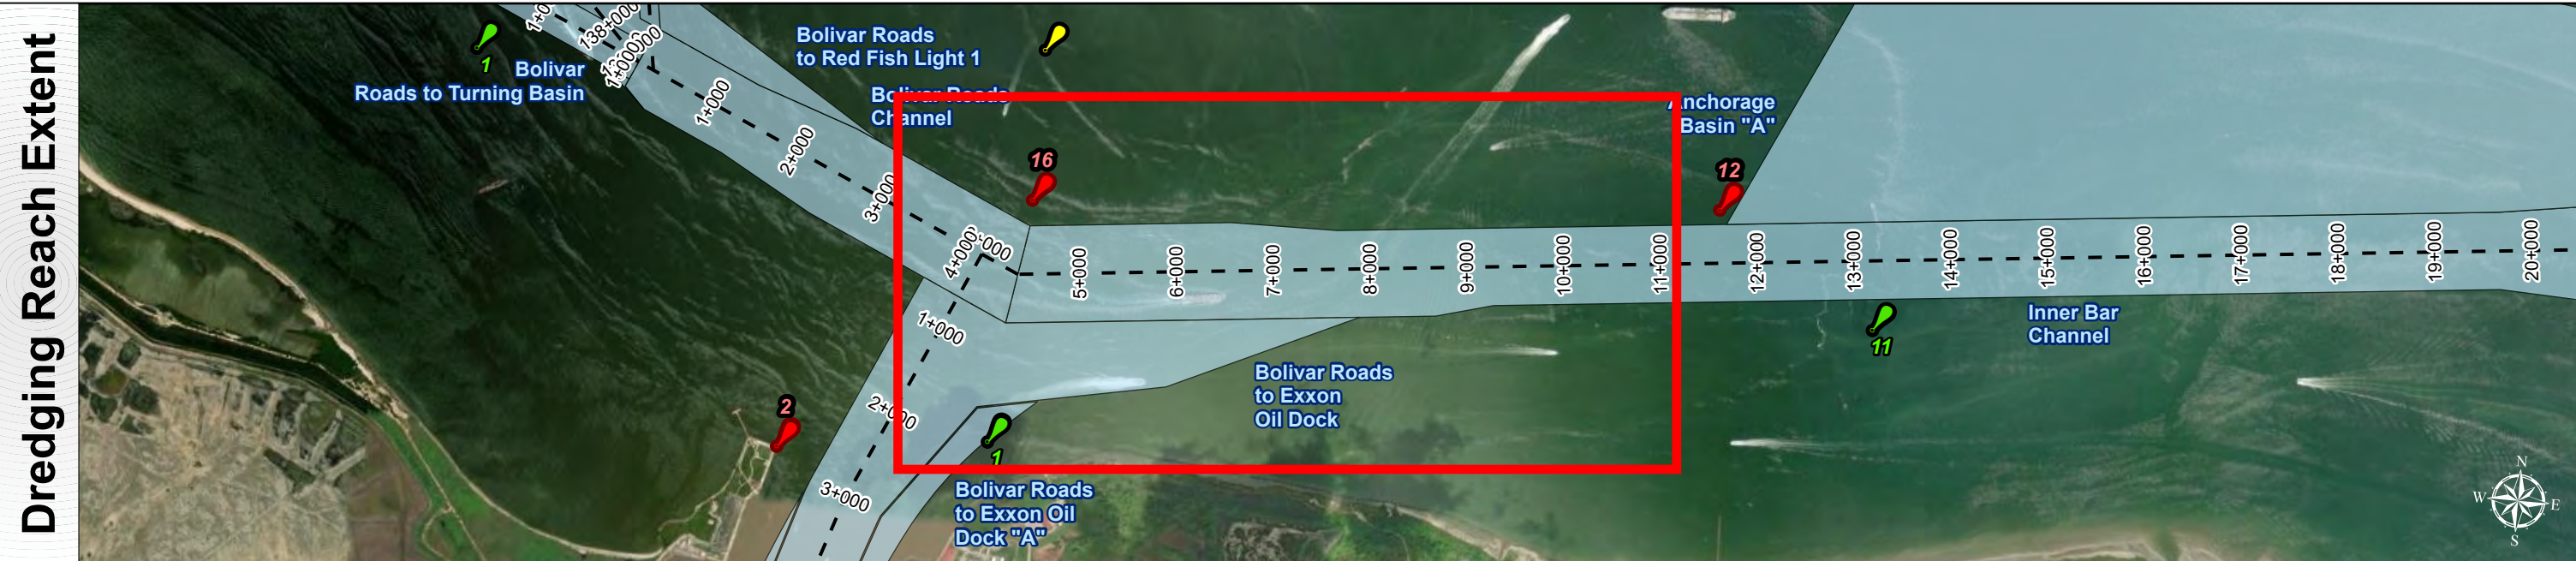 Dredging Reach Extent
1
Bolivar
Roads to Turning Basin
138+000
1+000
1+000
2+000
3+000
4+000
Bolivar Roads
to Red Fish Light 1
Bolivar Roads
Channel
16
Anchorage
Basin "A"
12
5+000
6+000
7+000
8+000
9+000
10+000
11+000
12+000
13+000
14+000
15+000
16+000
17+000
18+000
19+000
20+000
1+000
2+000
3+000
2
1
Bolivar Roads
to Exxon
Oil Dock
Bolivar Roads
to Exxon Oil
Dock "A"
11
Inner Bar
Channel
N
W
E
S